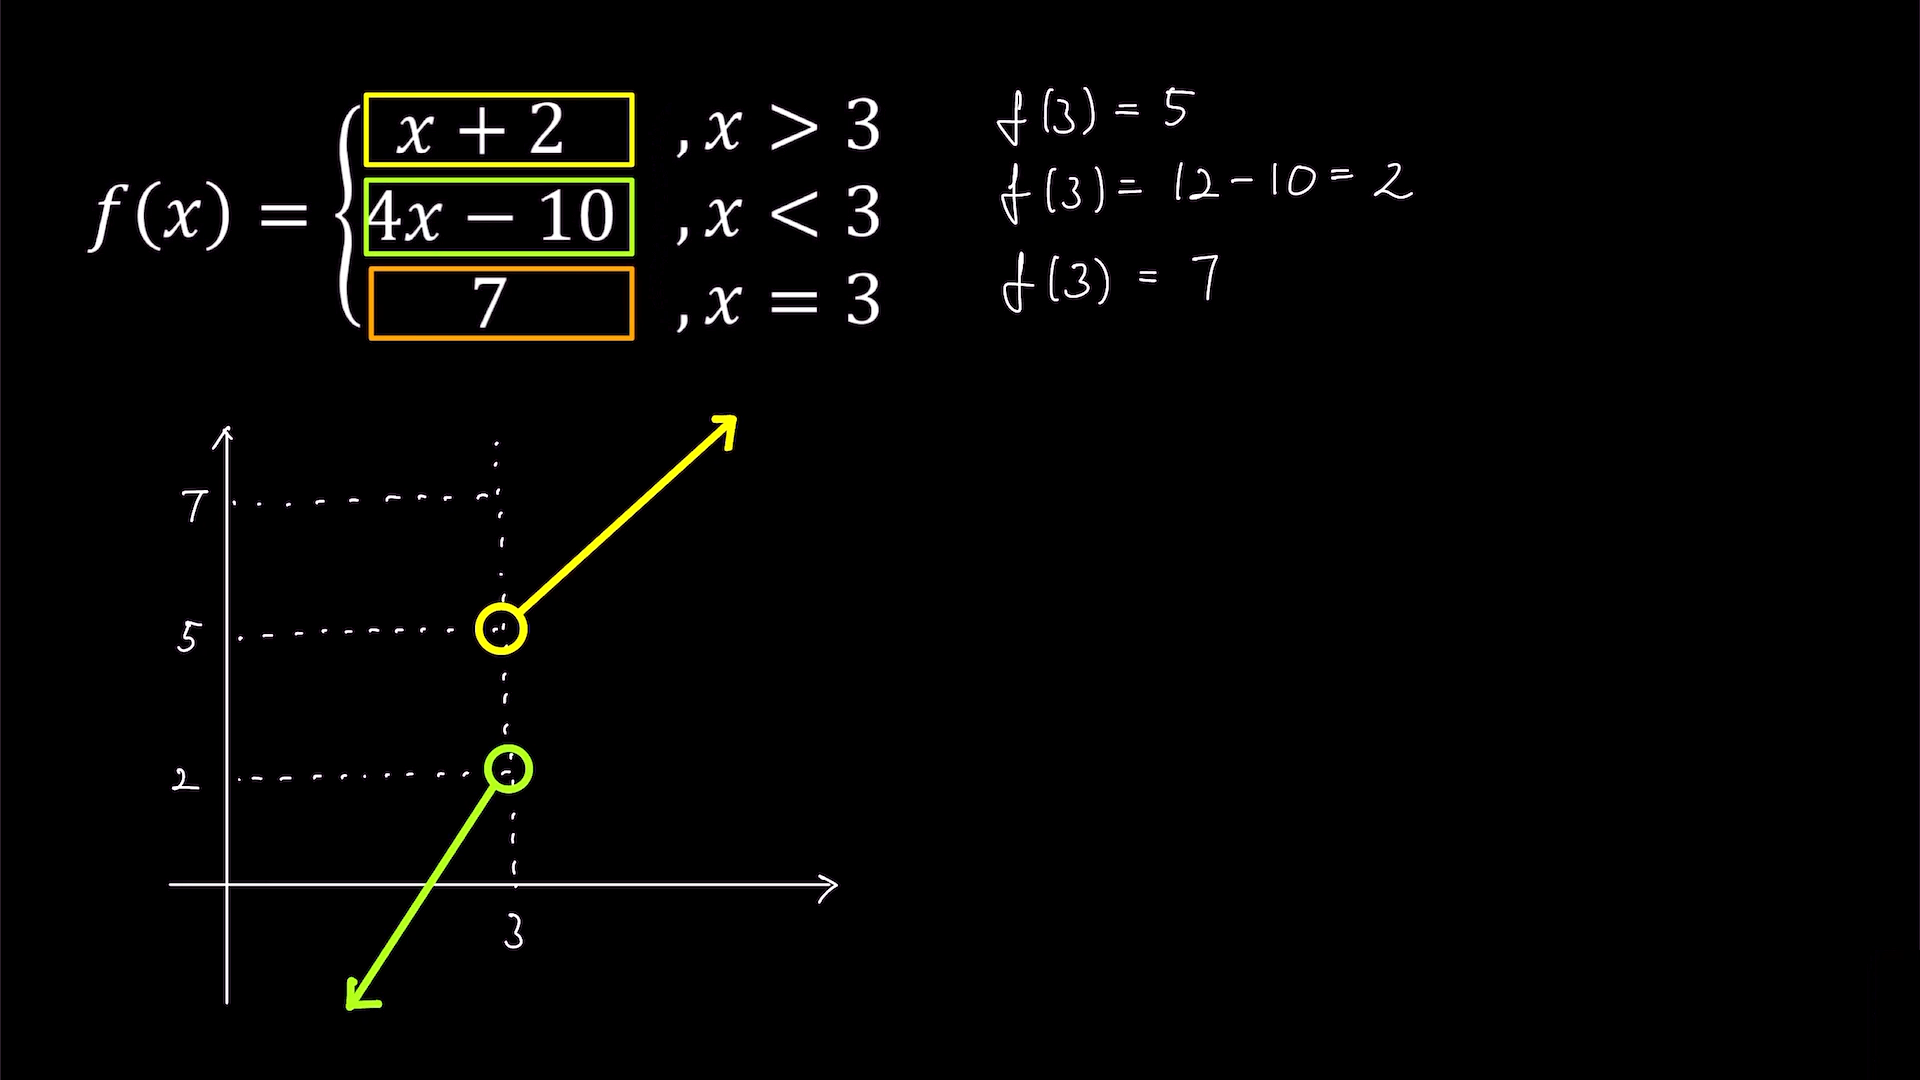 f(x) = { x + 2 , x > 3
4x − 10 , x < 3
7 , x = 3
f(3) = 5
f(3) = 12 - 10 = 2
f(3) = 7
7
5
2
3